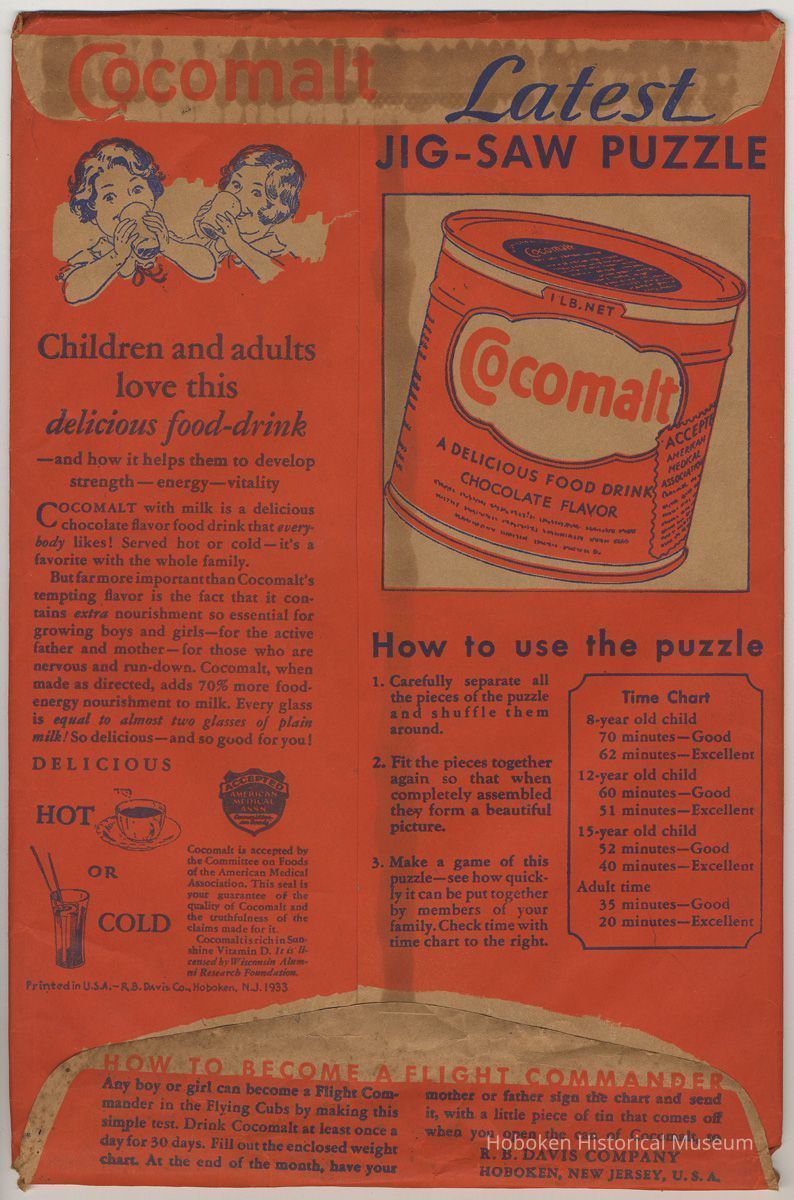 Cocomalt
Latest
JIG-SAW PUZZLE
Children and adults
love this
delicious food-drink
—and how it helps them to develop
strength—energy—vitality
COCOMALT with milk is a delicious
chocolate flavor food drink that every-
body likes! Served hot or cold—it's a
favorite with the whole family.
But far more important than Cocomalt's
tempting flavor is the fact that it con-
tains extra nourishment so essential for
growing boys and girls—for the active
father and mother—for those who are
nervous and run-down. Cocomalt, when
made as directed, adds 70% more food-
energy nourishment to milk. Every glass
is equal to almost two glasses of plain
milk! So delicious—and so good for you!
DELICIOUS
HOT
OR
COLD
ACCEPTED
AMERICAN
MEDICAL
ASSN.
Committee
on Foods
Cocomalt is accepted by
the Committee on Foods
of the American Medical
Association. This seal is
your guarantee of the
quality of Cocomalt and
the truthfulness of the
claims made for it.
Cocomalt is rich in Sun-
shine Vitamin D. It is li-
censed by Wisconsin Alum-
ni Research Foundation.
Printed in U.S.A.—R.B. Davis Co., Hoboken, N.J. 1933
COCOMALT
1 LB. NET
Cocomalt
A DELICIOUS FOOD DRINK
CHOCOLATE FLAVOR
ACCEPTE
AMERICAN
MEDICAL
ASSOCIATION
How to use the puzzle
1. Carefully separate all
the pieces of the puzzle
and shuffle them
around.
2. Fit the pieces together
again so that when
completely assembled
they form a beautiful
picture.
3. Make a game of this
puzzle—see how quick-
ly it can be put together
by members of your
family. Check time with
time chart to the right.
Time Chart
8-year old child
70 minutes—Good
62 minutes—Excellent
12-year old child
60 minutes—Good
51 minutes—Excellent
15-year old child
52 minutes—Good
40 minutes—Excellent
Adult time
35 minutes—Good
20 minutes—Excellent
HOW TO BECOME A FLIGHT COMMANDER
Any boy or girl can become a Flight Com-
mander in the Flying Cubs by making this
simple test. Drink Cocomalt at least once a
day for 30 days. Fill out the enclosed weight
chart. At the end of the month, have your
mother or father sign the chart and send
it, with a little piece of tin that comes off
when you open the can of Cocomalt, to
R. B. DAVIS COMPANY
HOBOKEN, NEW JERSEY, U. S. A.
Hoboken Historical Museum